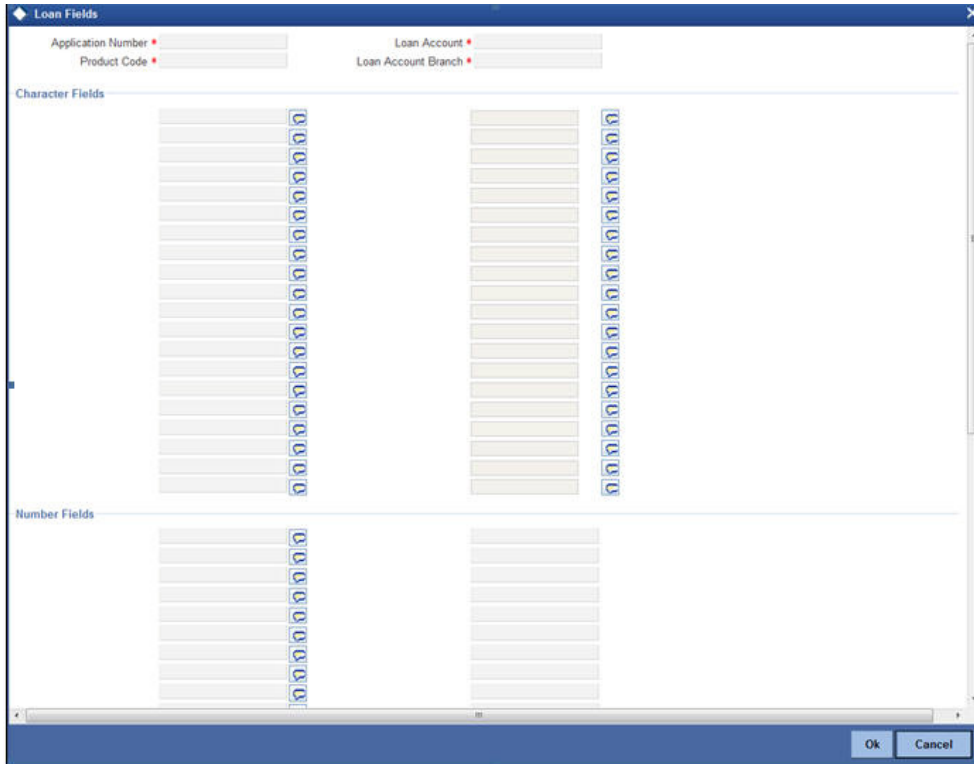 Loan Fields
Application Number * Loan Account *
Product Code * Loan Account Branch *
Character Fields
Number Fields
Ok Cancel